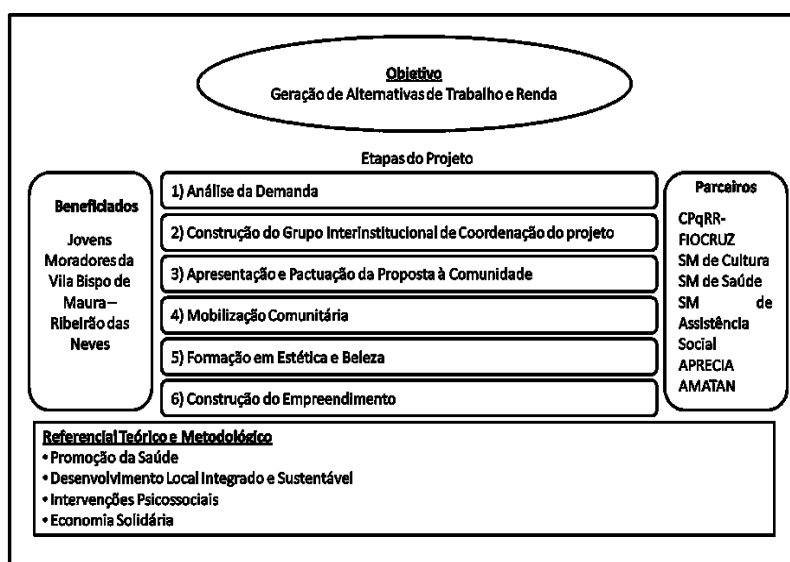 Objetivo
Geração de Alternativas de Trabalho e Renda
Etapas do Projeto
Beneficiados
Jovens
Moradores da
Vila Bispo de
Maura –
Ribeirão das
Neves
1) Análise da Demanda
2) Construção do Grupo Interinstitucional de Coordenação do projeto
3) Apresentação e Pactuação da Proposta à Comunidade
4) Mobilização Comunitária
5) Formação em Estética e Beleza
6) Construção do Empreendimento
Parceiros
CPqRR-
FIOCRUZ
SM de Cultura
SM de Saúde
SM de
Assistência
Social
APRECIA
AMATAN
Referencial Teórico e Metodológico
• Promoção da Saúde
• Desenvolvimento Local Integrado e Sustentável
• Intervenções Psicossociais
• Economia Solidária